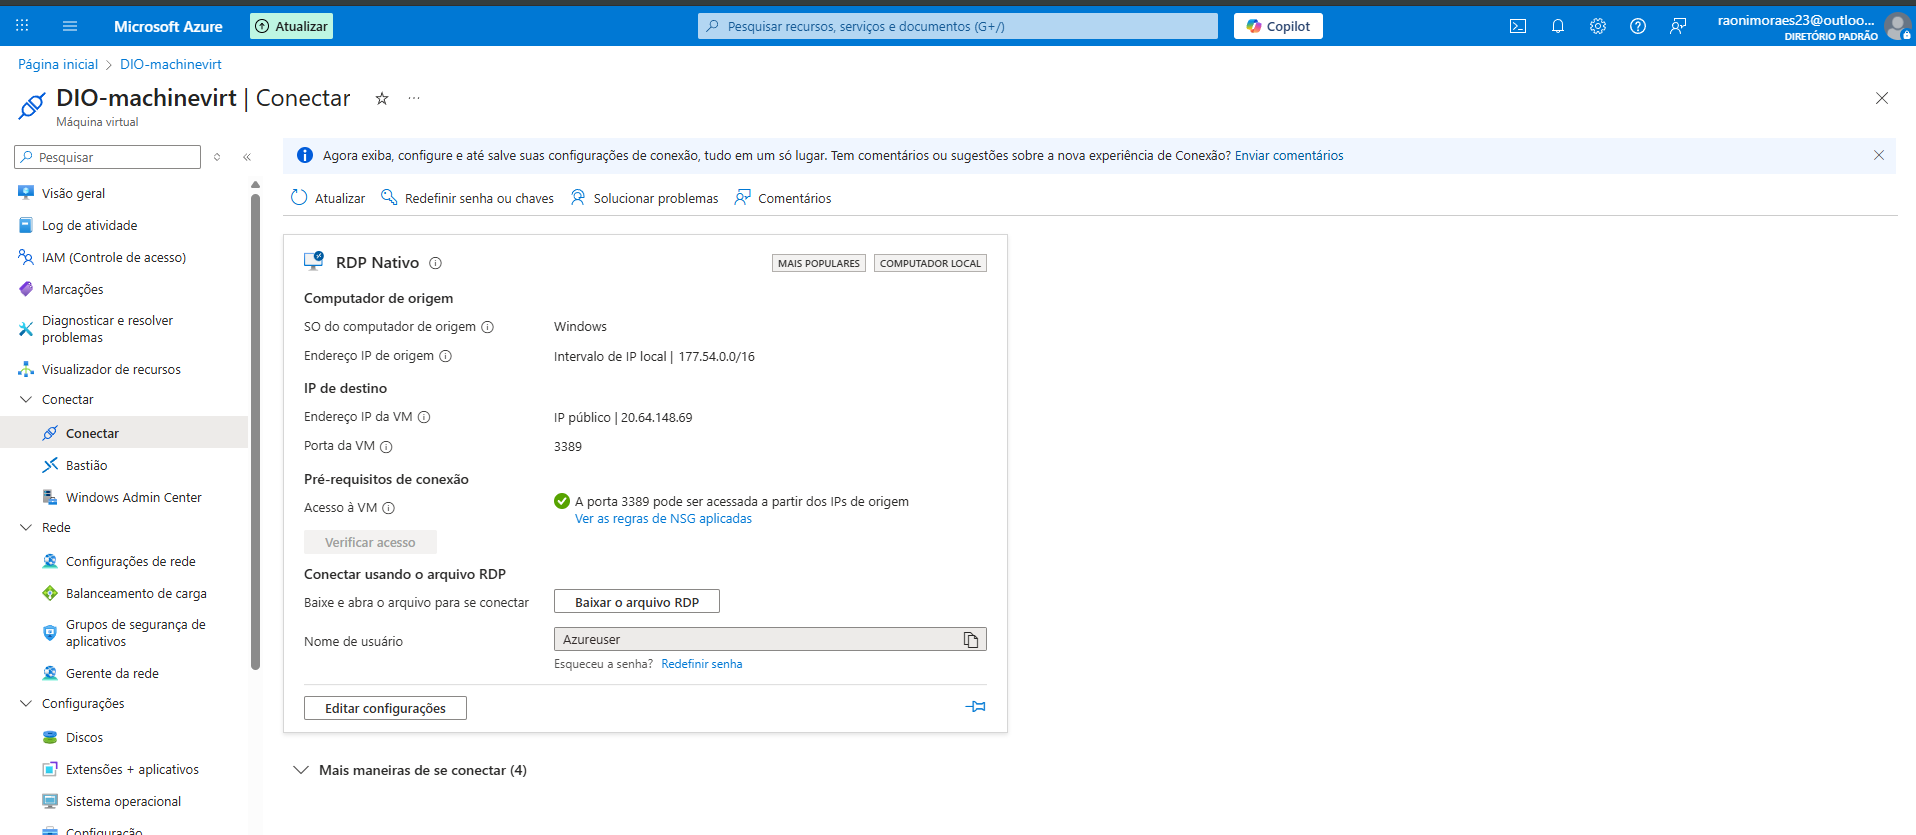 Microsoft Azure
Atualizar
Pesquisar recursos, serviços e documentos (G+/)
Copilot
raonimoraes23@outloo...
DIRETÓRIO PADRÃO
Página inicial > DIO-machinevirt
DIO-machinevirt | Conectar
Máquina virtual
Pesquisar
Visão geral
Log de atividade
IAM (Controle de acesso)
Marcações
Diagnosticar e resolver
problemas
Visualizador de recursos
Conectar
Conectar
Bastião
Windows Admin Center
Rede
Configurações de rede
Balanceamento de carga
Grupos de segurança de
aplicativos
Gerente da rede
Configurações
Discos
Extensões + aplicativos
Sistema operacional
Configuração
Agora exiba, configure e até salve suas configurações de conexão, tudo em um só lugar. Tem comentários ou sugestões sobre a nova experiência de Conexão? Enviar comentários
Atualizar
Redefinir senha ou chaves
Solucionar problemas
Comentários
RDP Nativo
MAIS POPULARES
COMPUTADOR LOCAL
Computador de origem
SO do computador de origem
Windows
Endereço IP de origem
Intervalo de IP local | 177.54.0.0/16
IP de destino
Endereço IP da VM
IP público | 20.64.148.69
Porta da VM
3389
Pré-requisitos de conexão
Acesso à VM
A porta 3389 pode ser acessada a partir dos IPs de origem
Ver as regras de NSG aplicadas
Verificar acesso
Conectar usando o arquivo RDP
Baixe e abra o arquivo para se conectar
Baixar o arquivo RDP
Nome de usuário
Azureuser
Esqueceu a senha? Redefinir senha
Editar configurações
Mais maneiras de se conectar (4)